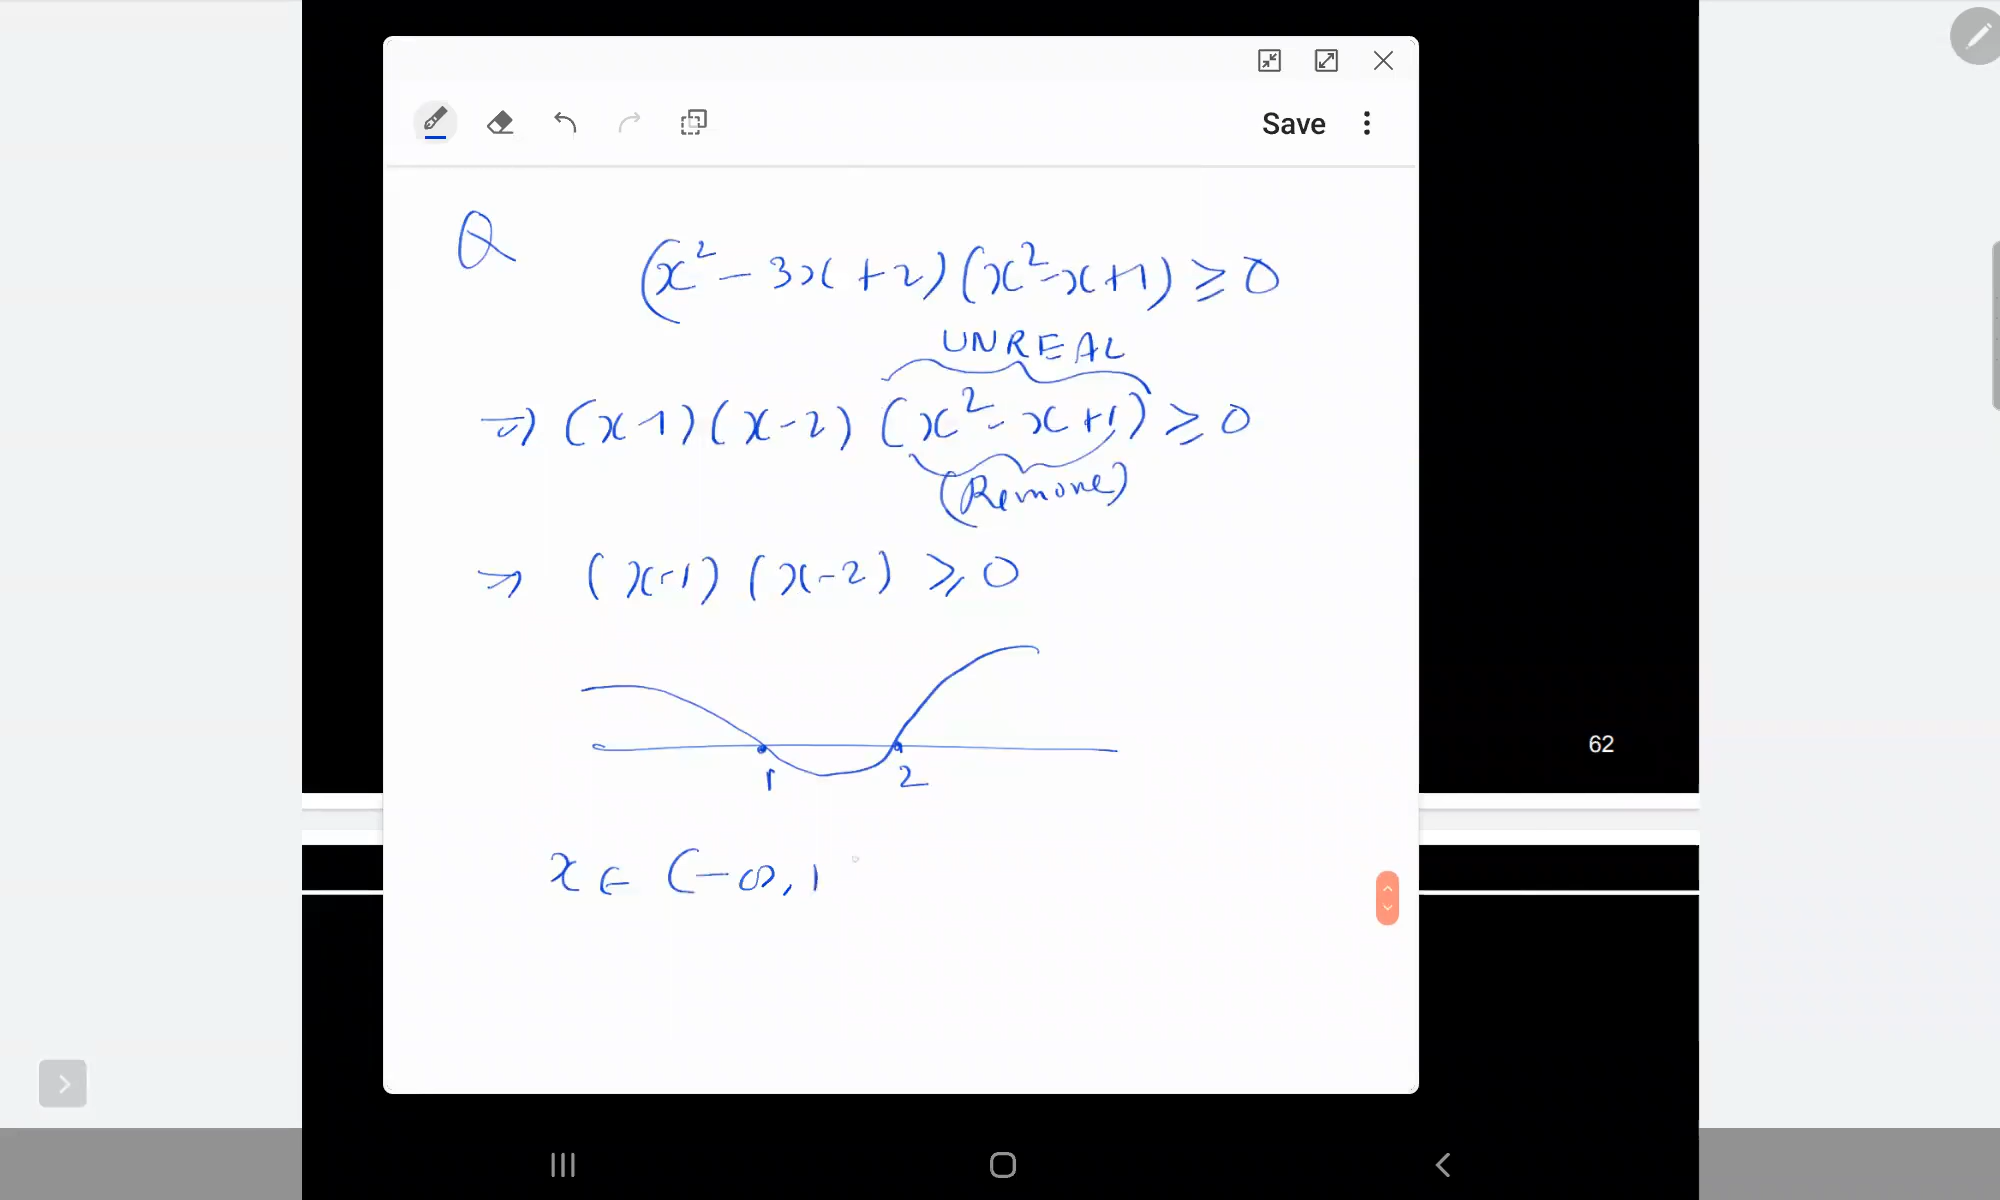 Save
Q
(x² - 3x + 2)(x² - x + 1) ≥ 0
UNREAL
⇒ (x-1)(x-2)(x² - x + 1) ≥ 0
(Remove)
⇒ (x-1)(x-2) ≥ 0
1 2
62
x ∈ (-∞, 1